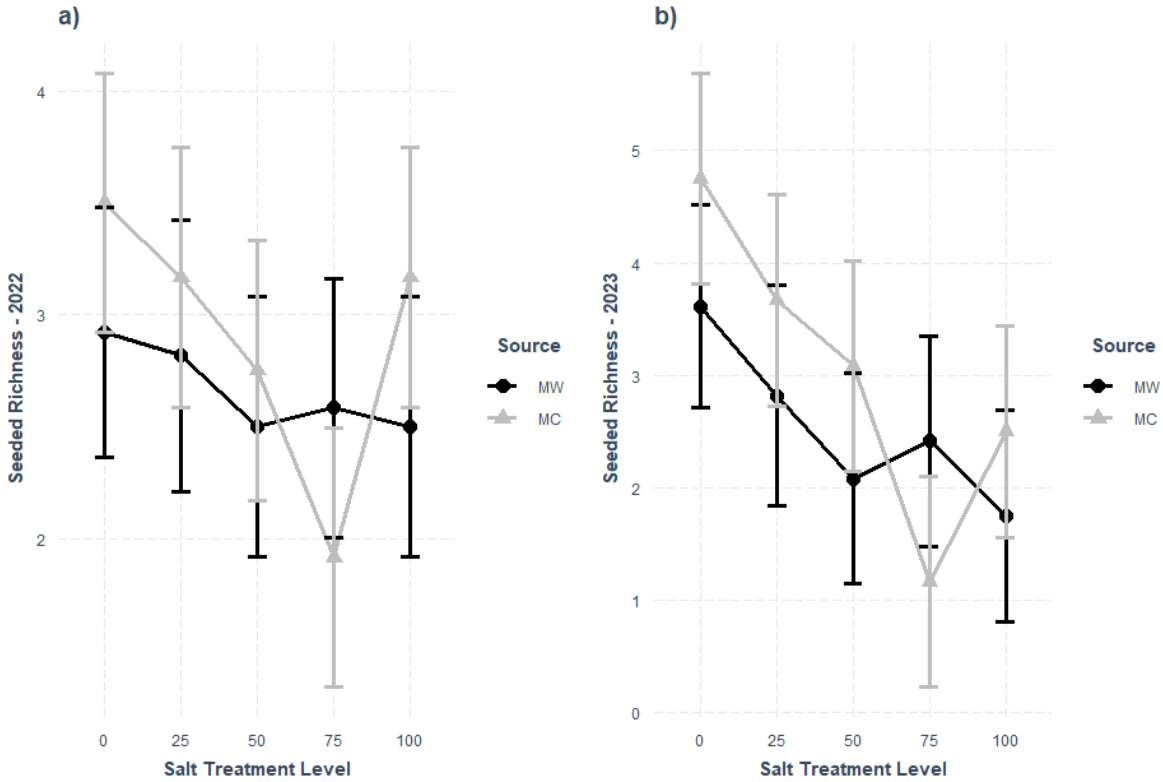 a)
Seeded Richness - 2022
4
3
2
0 25 50 75 100
Salt Treatment Level
Source
MW
MC
b)
Seeded Richness - 2023
5
4
3
2
1
0
0 25 50 75 100
Salt Treatment Level
Source
MW
MC